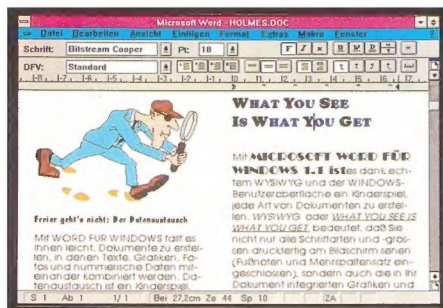 Microsoft Word - HOLMES.DOC
Datei Bearbeiten Ansicht Einfügen Format Extras Makro Fenster ?
Schrift: Bitstream Cooper Pt: 18 F I K
DFV: Standard
WHAT YOU SEE
IS WHAT YOU GET
Freier geht's nicht: Der Datenaustausch
Mit WORD FÜR WINDOWS fällt es
Ihnen leicht, Dokumente zu erstel-
len, in denen Texte, Grafiken, Fo-
tos und numerische Daten mit-
einander kombiniert werden. Da-
tenaustausch ist ein Kinderspiel,
Mit MICROSOFT WORD FÜR
WINDOWS 1.1 ist es dank ech-
tem WYSIWYG und der WINDOWS-
Benutzeroberfläche ein Kinderspiel,
jede Art von Dokumenten zu erstel-
len. WYSIWYG oder WHAT YOU SEE IS
WHAT YOU GET bedeutet, daß Sie
nicht nur alle Schriftarten und -grös-
sen druckfertig am Bildschirm sehen
(Fußnoten und Mehrspaltensatz ein-
geschlossen), sondern auch die in Ihr
Dokument integrierten Grafiken und
S 1 Ab 1 1/1 Bei 27,2cm Ze 44 Sp 10 ZA